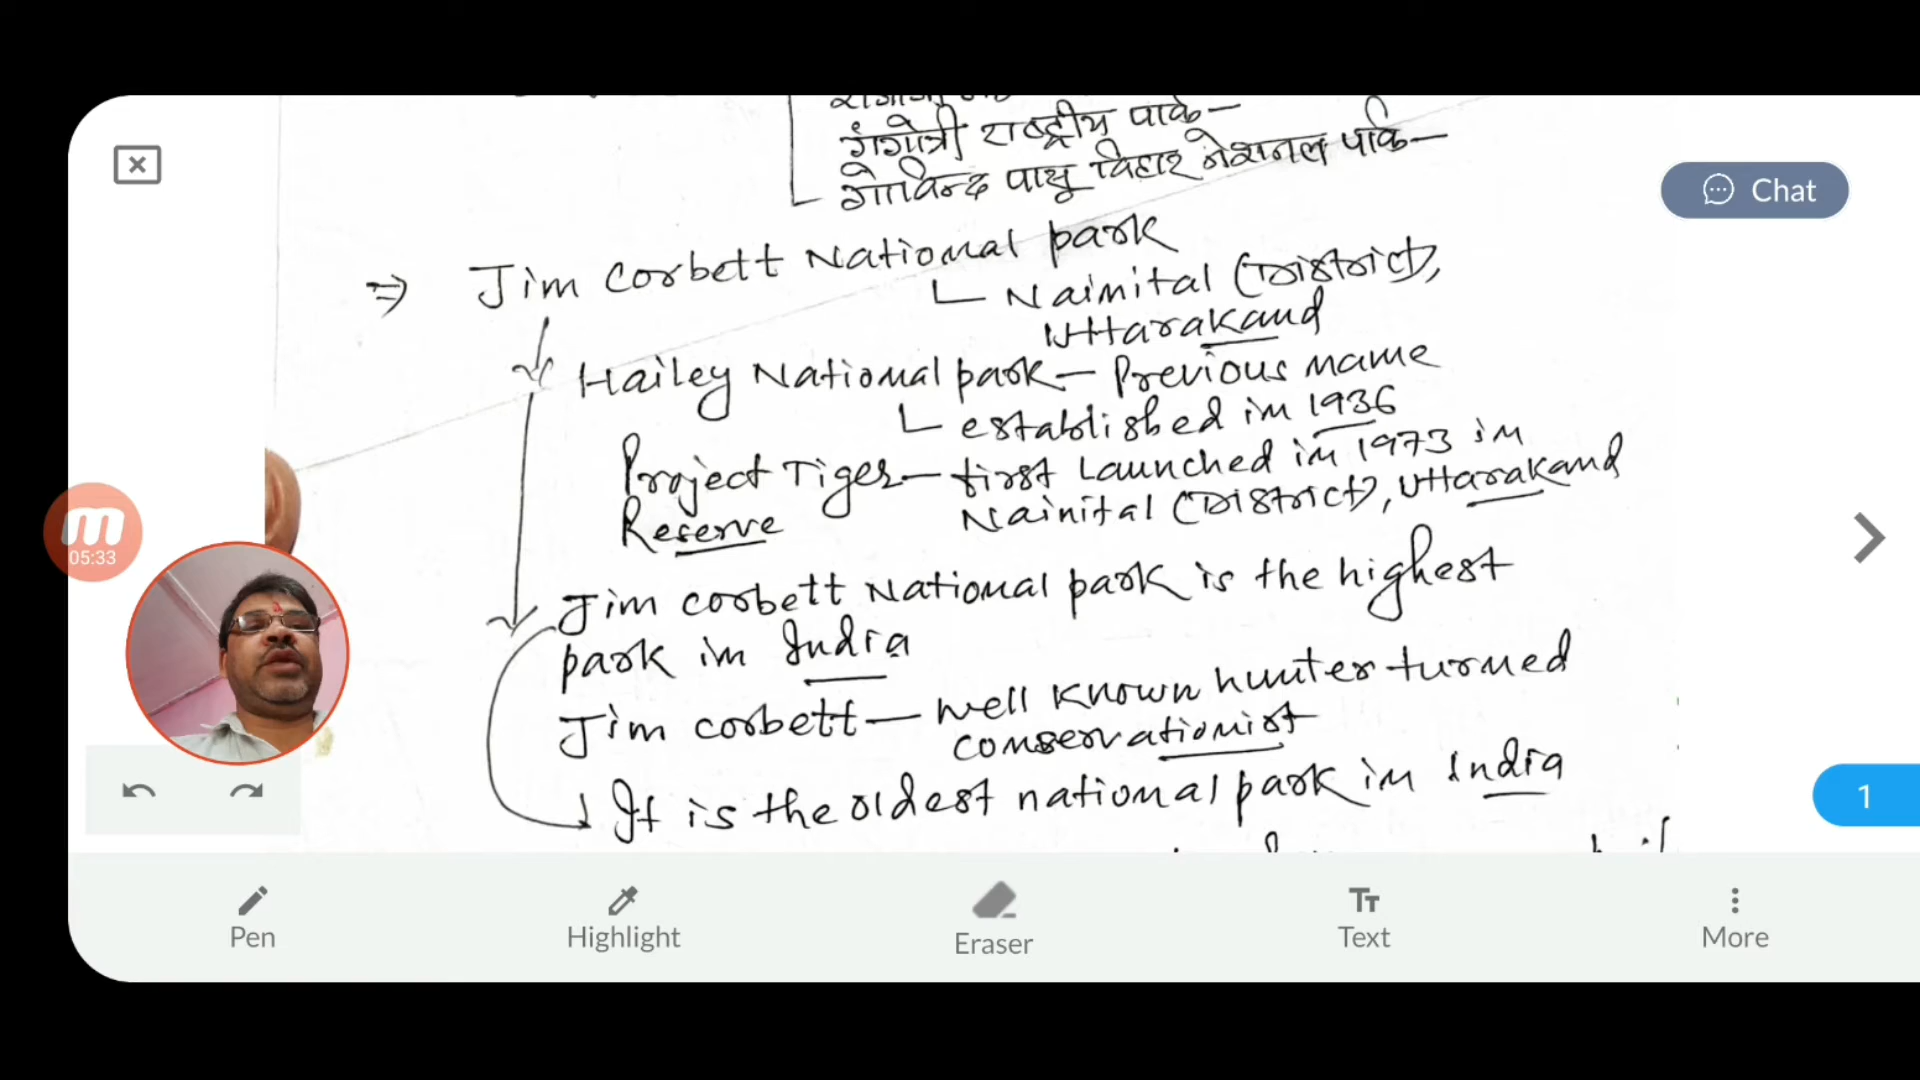 गंगोत्री राष्ट्रीय पार्क—
गोविन्द पाशु विहार नेशनल पार्क—
Chat
⇒ Jim Corbett National park
Nainital (District),
Uttarakand
Hailey National park — Previous name
established in 1936
Project Tiger — first Launched in 1973 in
Reserve
Nainital (District), Uttarakand
Jim corbett National park is the highest
park in India
Jim corbett — well known hunter turned
conservationist
It is the oldest national park in India
05:33
1
Pen
Highlight
Eraser
Text
More